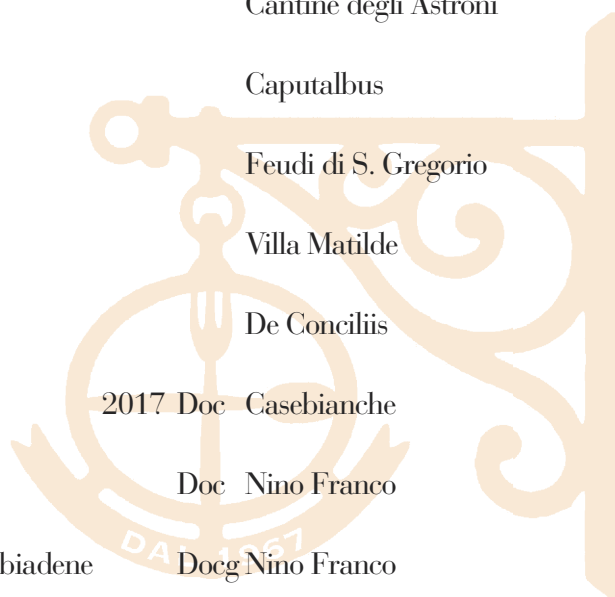 Cantine degli Astroni
Caputalbus
Feudi di S. Gregorio
Villa Matilde
De Conciliis
2017 Doc Casebianche
Doc Nino Franco
biadene Docg Nino Franco
DAL 1967